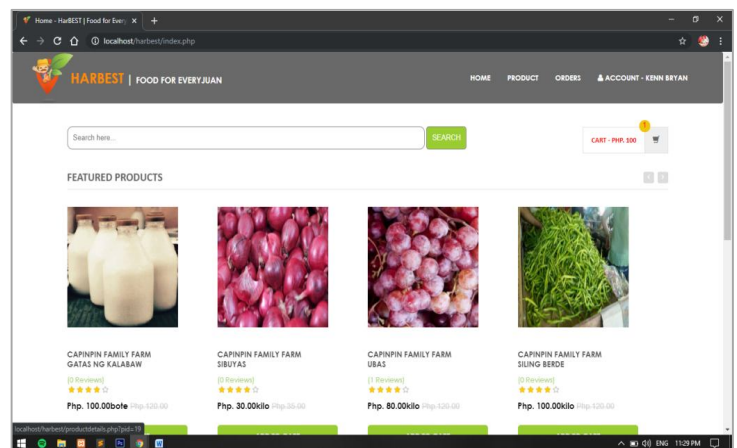 Home - HarBEST | Food for Every
localhost/harbest/index.php
HARBEST | FOOD FOR EVERYJUAN
HOME PRODUCT ORDERS ACCOUNT - KENN BRYAN
Search here... SEARCH
1
CART - PHP. 100
FEATURED PRODUCTS
CAPINPIN FAMILY FARM
GATAS NG KALABAW
(0 Reviews)
Php. 100.00bote Php 120.00
CAPINPIN FAMILY FARM
SIBUYAS
(0 Reviews)
Php. 30.00kilo Php 35.00
CAPINPIN FAMILY FARM
UBAS
(1 Reviews)
Php. 80.00kilo Php 120.00
CAPINPIN FAMILY FARM
SILING BERDE
(0 Reviews)
Php. 100.00kilo Php 120.00
localhost/harbest/productdetails.php?pid=19
ENG 11:29 PM